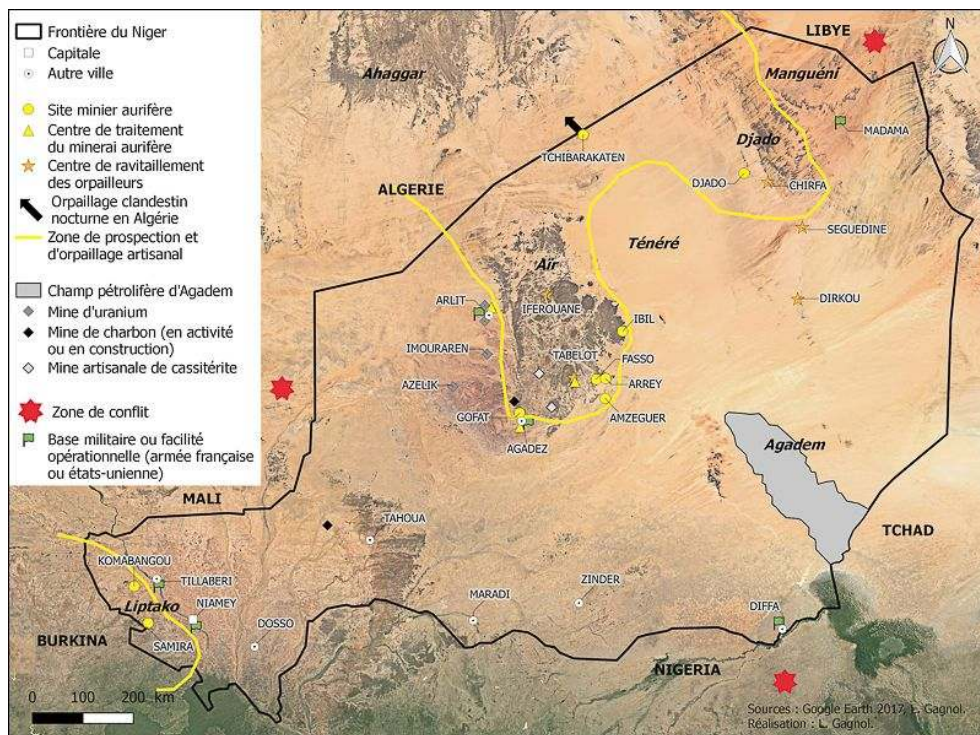 Frontière du Niger
Capitale
Autre ville
Site minier aurifère
Centre de traitement
du minerai aurifère
Centre de ravitaillement
des orpailleurs
Orpaillage clandestin
nocturne en Algérie
Zone de prospection et
d'orpaillage artisanal
Champ pétrolifère d'Agadem
Mine d'uranium
Mine de charbon (en activité
ou en construction)
Mine artisanale de cassitérite
Zone de conflit
Base militaire ou facilité
opérationnelle (armée française
ou états-unienne)
N
LIBYE
Ahaggar
Manguéni
MADAMA
TCHIBARAKATEN
Djado
DJADO
CHIRFA
ALGERIE
SEGUEDINE
Ténéré
Aïr
DIRKOU
ARLIT
IFEROUANE
IBIL
IMOURAREN
TABELOT
FASSO
AZELIK
ARREY
GOFAT
AMZEGUER
AGADEZ
Agadem
MALI
TCHAD
TAHOUA
KOMABANGOU
TILLABERI
ZINDER
Liptako
NIAMEY
MARADI
DIFFA
BURKINA
SAMIRA
DOSSO
NIGERIA
0 100 200 km
Sources : Google Earth 2017, L. Gagnol.
Réalisation : L. Gagnol.